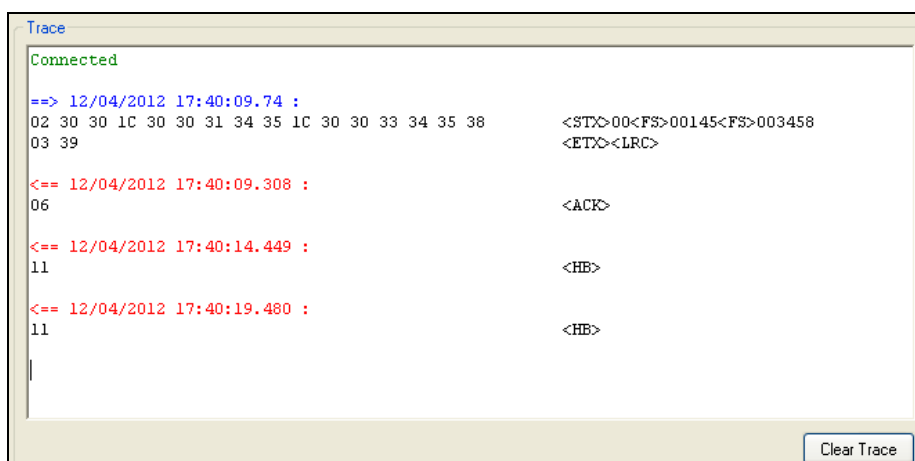 Trace
Connected
==> 12/04/2012 17:40:09.74 :
02 30 30 1C 30 30 31 34 35 1C 30 30 33 34 35 38 <STX>00<FS>00145<FS>003458
03 39 <ETX><LRC>
<== 12/04/2012 17:40:09.308 :
06 <ACK>
<== 12/04/2012 17:40:14.449 :
11 <HB>
<== 12/04/2012 17:40:19.480 :
11 <HB>
Clear Trace